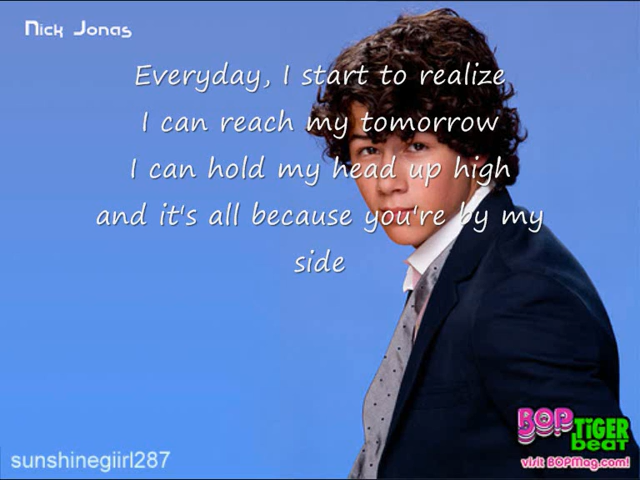 Nick Jonas
Everyday, I start to realize
I can reach my tomorrow
I can hold my head up high
and it's all because you're by my
side
BOP
TiGER
beat
visit BOPMag.com!
sunshinegiirl287